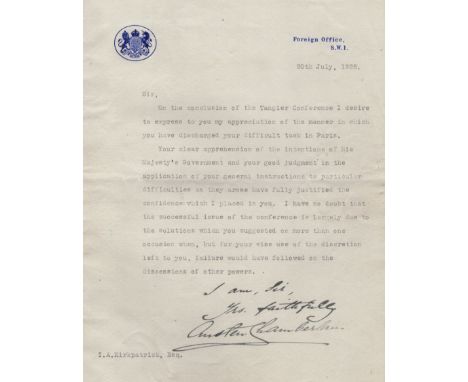 Foreign Office,
S.W.1.
20th July, 1928.
Sir,
On the conclusion of the Tangier Conference I desire
to express to you my appreciation of the manner in which
you have discharged your difficult task in Paris.
Your clear apprehension of the intentions of His
Majesty's Government and your good judgment in the
application of your general instructions to particular
difficulties as they arose have fully justified the
confidence which I placed in you. I have no doubt that
the successful issue of the conference is largely due to
the solutions which you suggested on more than one
occasion when, but for your wise use of the discretion
left to you, failure would have followed on the
dissensions of other powers.
I am, Sir,
Yrs. faithfully
Austen Chamberlain.
I.A.Kirkpatrick, Esq.